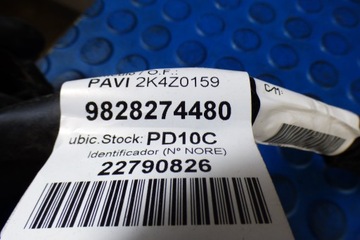 / O.F.:
PAVI 2K4Z0159
9828274480
ubic.Stock: PD10C
Identificador (Nº NORE)
22790826